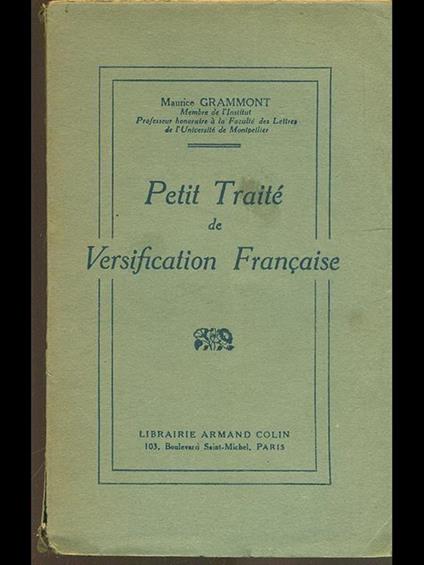 Maurice GRAMMONT
Membre de l'Institut
Professeur honoraire à la Faculté des Lettres
de l'Université de Montpellier
Petit Traité
de
Versification Française
LIBRAIRIE ARMAND COLIN
103, Boulevard Saint-Michel, PARIS